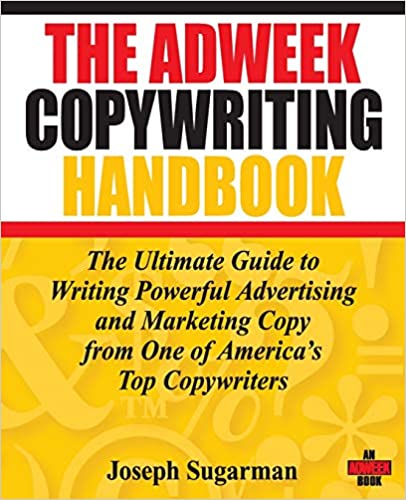 THE ADWEEK
COPYWRITING
HANDBOOK
The Ultimate Guide to
Writing Powerful Advertising
and Marketing Copy
from One of America's
Top Copywriters
&
TM
%
!
Joseph Sugarman
AN
ADWEEK
BOOK